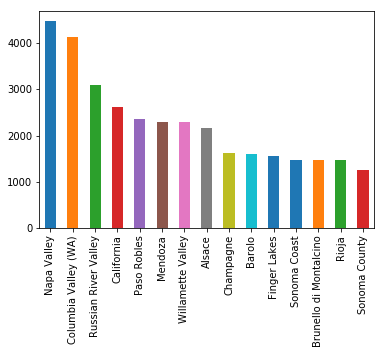 4000
3000
2000
1000
0
Napa Valley
Columbia Valley (WA)
Russian River Valley
California
Paso Robles
Mendoza
Willamette Valley
Alsace
Champagne
Barolo
Finger Lakes
Sonoma Coast
Brunello di Montalcino
Rioja
Sonoma County